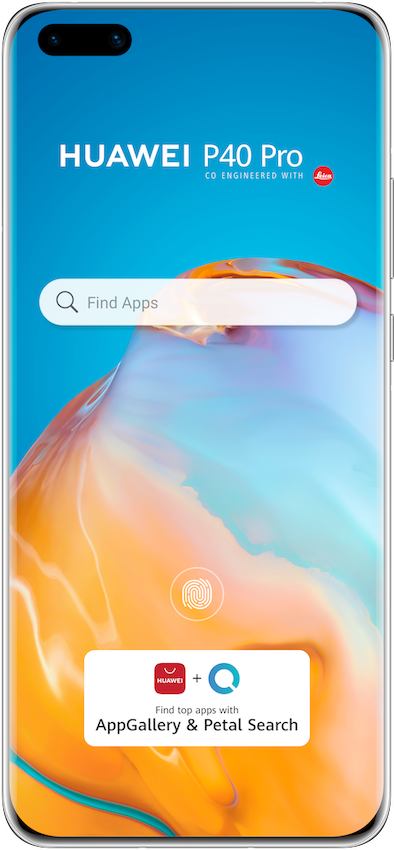 HUAWEI P40 Pro
CO ENGINEERED WITH Leica
Find Apps
HUAWEI +
Find top apps with
AppGallery & Petal Search